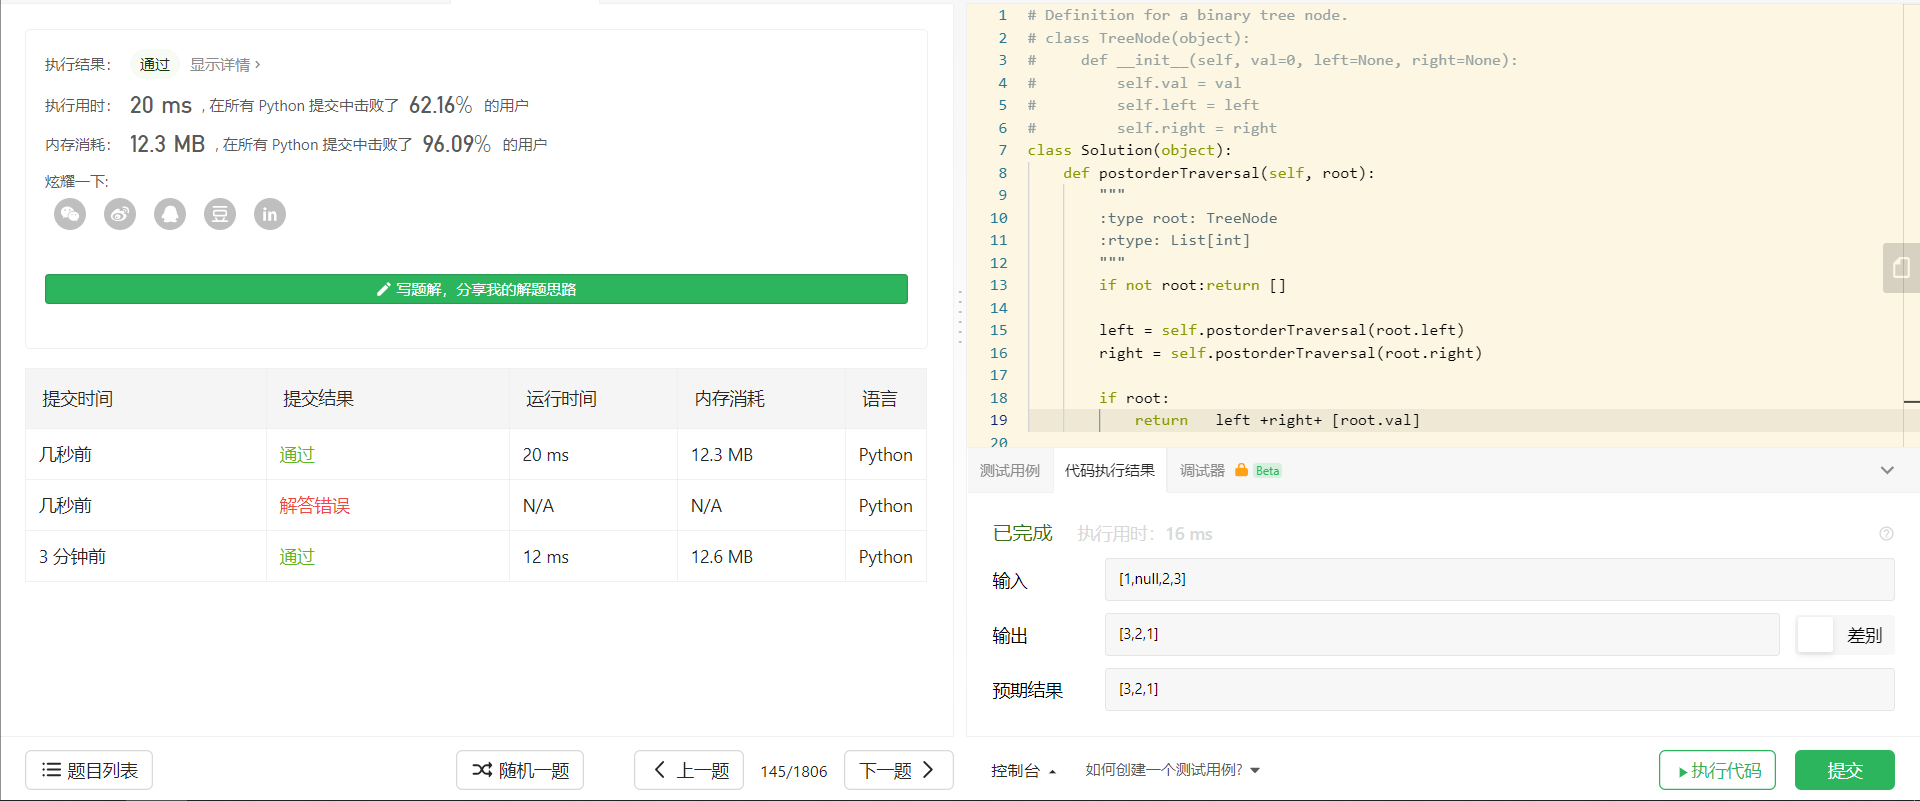 执行结果： 通过 显示详情 ›
执行用时： 20 ms , 在所有 Python 提交中击败了 62.16% 的用户
内存消耗： 12.3 MB , 在所有 Python 提交中击败了 96.09% 的用户
炫耀一下:
豆 in
写题解，分享我的解题思路
提交时间 提交结果 运行时间 内存消耗 语言
几秒前 通过 20 ms 12.3 MB Python
几秒前 解答错误 N/A N/A Python
3 分钟前 通过 12 ms 12.6 MB Python
题目列表 随机一题 上一题 145/1806 下一题
1 # Definition for a binary tree node.
2 # class TreeNode(object):
3 #     def __init__(self, val=0, left=None, right=None):
4 #         self.val = val
5 #         self.left = left
6 #         self.right = right
7 class Solution(object):
8     def postorderTraversal(self, root):
9         """
10         :type root: TreeNode
11         :rtype: List[int]
12         """
13         if not root:return []
14
15         left = self.postorderTraversal(root.left)
16         right = self.postorderTraversal(root.right)
17
18         if root:
19             return   left +right+ [root.val]
20
测试用例 代码执行结果 调试器 Beta
已完成 执行用时： 16 ms
输入 [1,null,2,3]
输出 [3,2,1] 差别
预期结果 [3,2,1]
控制台 如何创建一个测试用例? 执行代码 提交